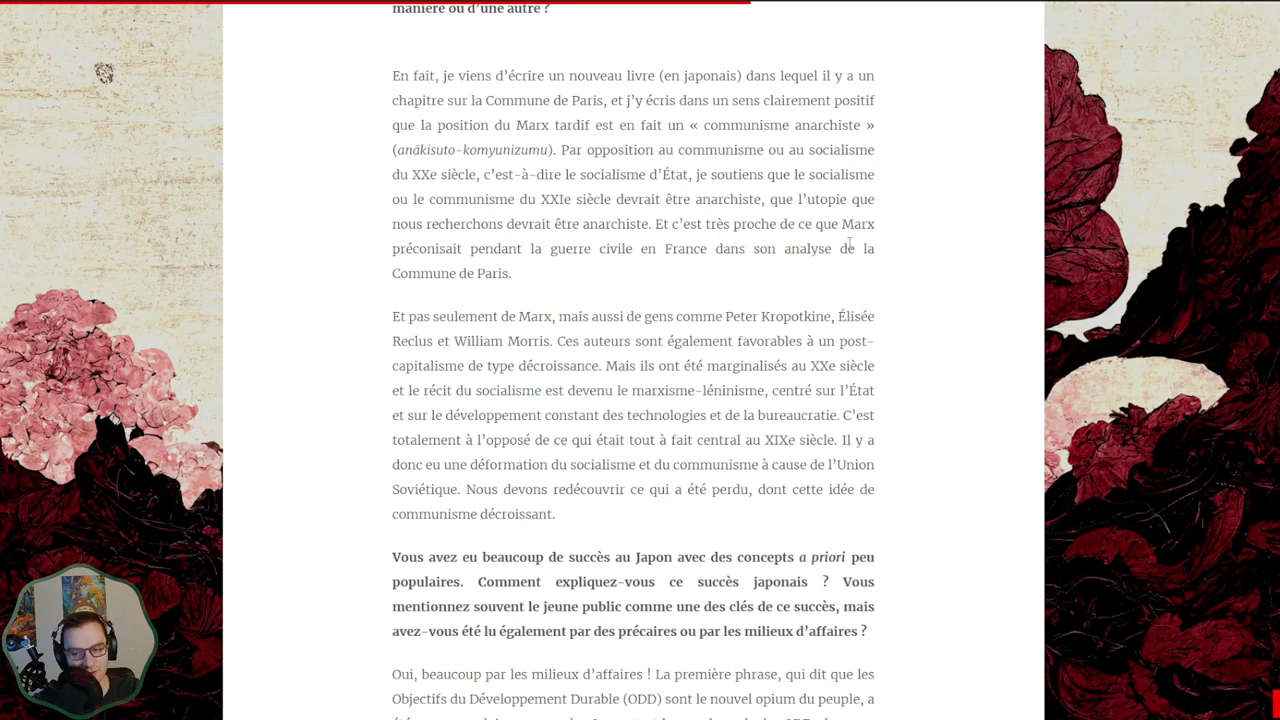 manière ou d'une autre ?
En fait, je viens d'écrire un nouveau livre (en japonais) dans lequel il y a un
chapitre sur la Commune de Paris, et j'y écris dans un sens clairement positif
que la position du Marx tardif est en fait un « communisme anarchiste »
(anākisuto-komyunizumu). Par opposition au communisme ou au socialisme
du XXe siècle, c'est-à-dire le socialisme d'État, je soutiens que le socialisme
ou le communisme du XXIe siècle devrait être anarchiste, que l'utopie que
nous recherchons devrait être anarchiste. Et c'est très proche de ce que Marx
préconisait pendant la guerre civile en France dans son analyse de la
Commune de Paris.
Et pas seulement de Marx, mais aussi de gens comme Peter Kropotkine, Élisée
Reclus et William Morris. Ces auteurs sont également favorables à un post-
capitalisme de type décroissance. Mais ils ont été marginalisés au XXe siècle
et le récit du socialisme est devenu le marxisme-léninisme, centré sur l'État
et sur le développement constant des technologies et de la bureaucratie. C'est
totalement à l'opposé de ce qui était tout à fait central au XIXe siècle. Il y a
donc eu une déformation du socialisme et du communisme à cause de l'Union
Soviétique. Nous devons redécouvrir ce qui a été perdu, dont cette idée de
communisme décroissant.
Vous avez eu beaucoup de succès au Japon avec des concepts a priori peu
populaires. Comment expliquez-vous ce succès japonais ? Vous
mentionnez souvent le jeune public comme une des clés de ce succès, mais
avez-vous été lu également par des précaires ou par les milieux d'affaires ?
Oui, beaucoup par les milieux d'affaires ! La première phrase, qui dit que les
Objectifs du Développement Durable (ODD) sont le nouvel opium du peuple, a